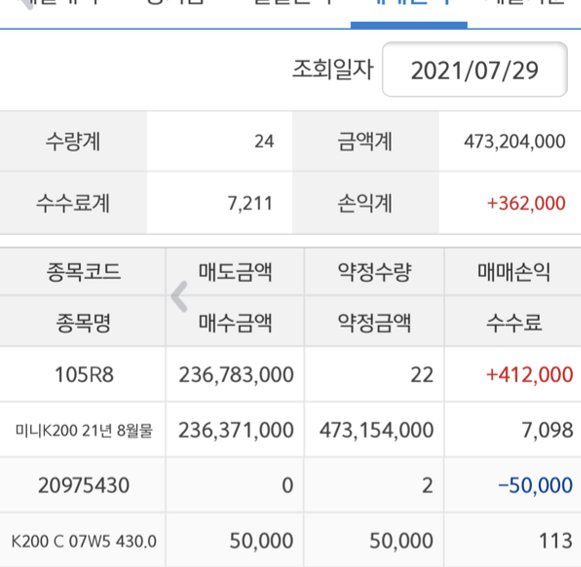 조회일자 2021/07/29
수량계 24 금액계 473,204,000
수수료계 7,211 손익계 +362,000
종목코드 매도금액 약정수량 매매손익
종목명 매수금액 약정금액 수수료
105R8 236,783,000 22 +412,000
미니K200 21년 8월물 236,371,000 473,154,000 7,098
20975430 0 2 -50,000
K200 C 07W5 430.0 50,000 50,000 113